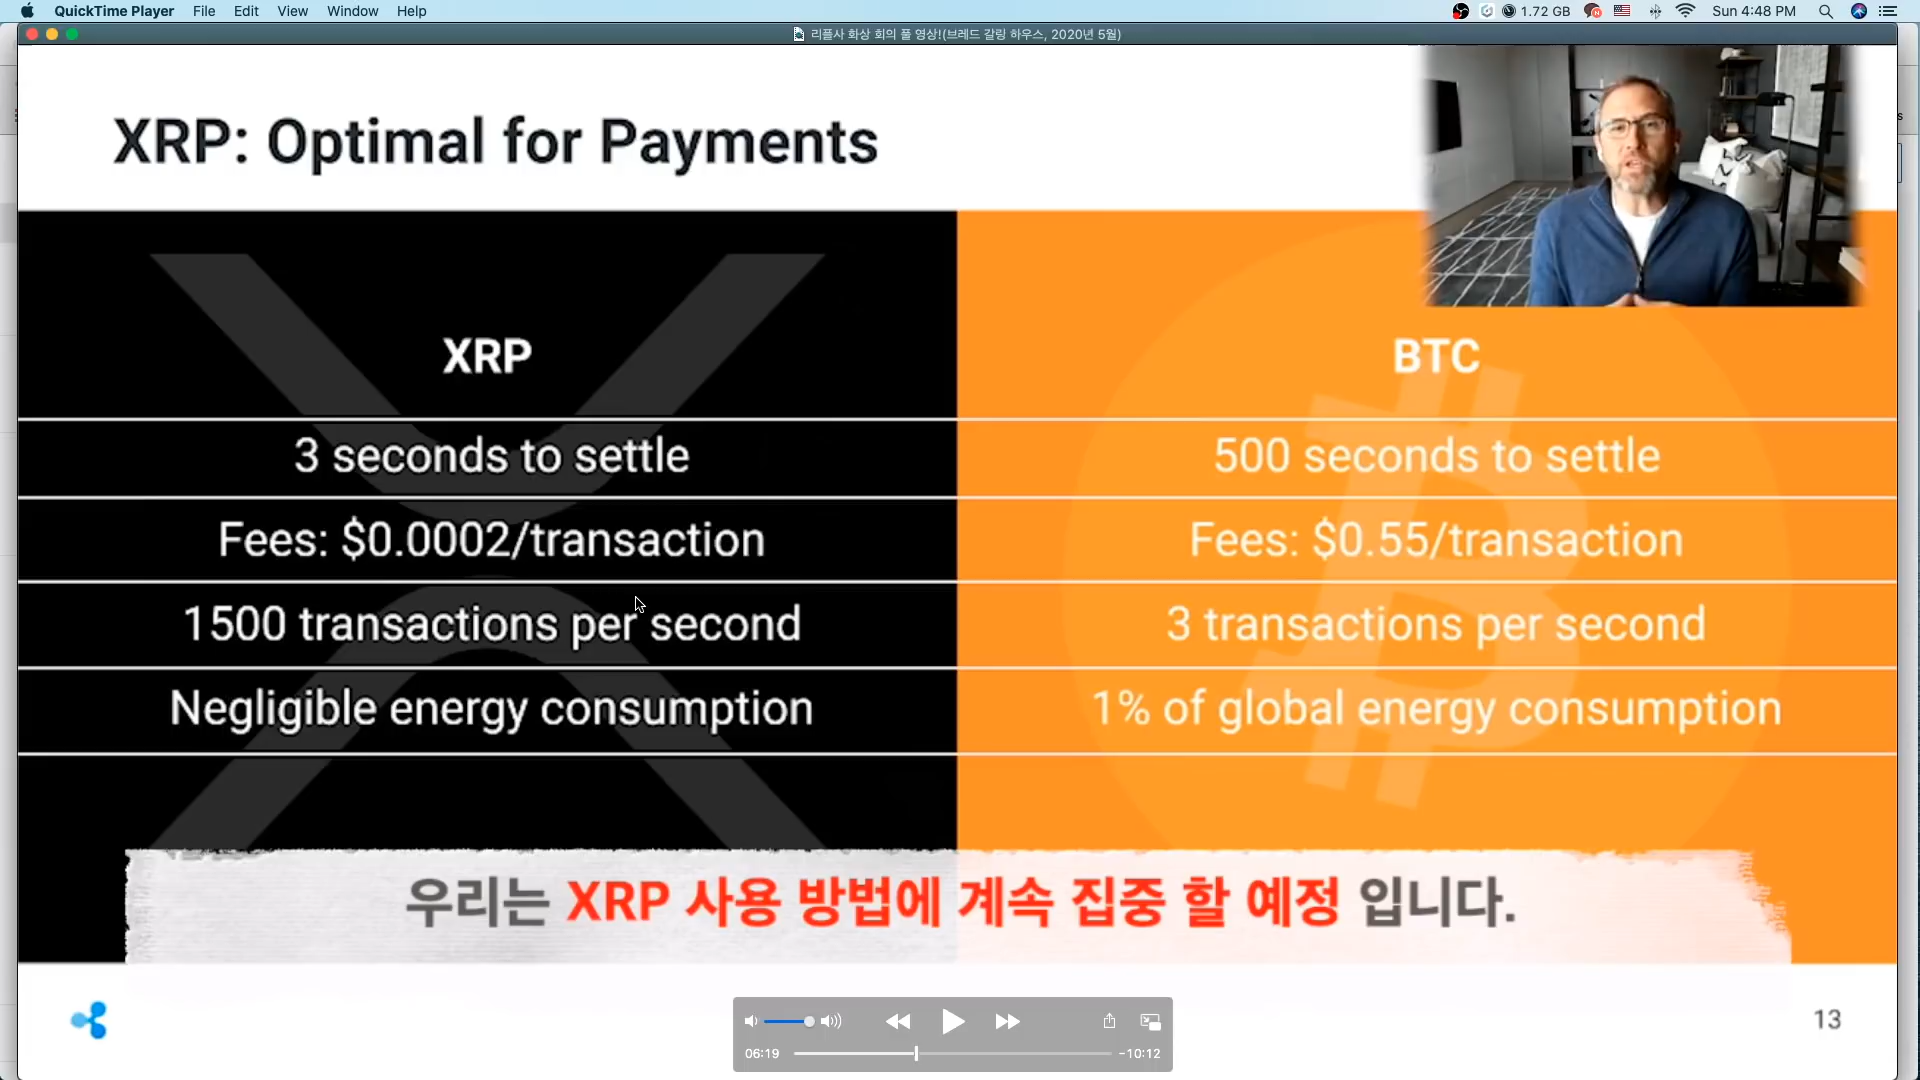 QuickTime Player File Edit View Window Help 1.72 GB Sun 4:48 PM
리플사 화상 회의 풀 영상!(브레드 갈링 하우스, 2020년 5월)
XRP: Optimal for Payments
XRP
BTC
3 seconds to settle
500 seconds to settle
Fees: $0.0002/transaction
Fees: $0.55/transaction
1500 transactions per second
3 transactions per second
Negligible energy consumption
1% of global energy consumption
우리는 XRP 사용 방법에 계속 집중 할 예정 입니다.
13
06:19
-10:12